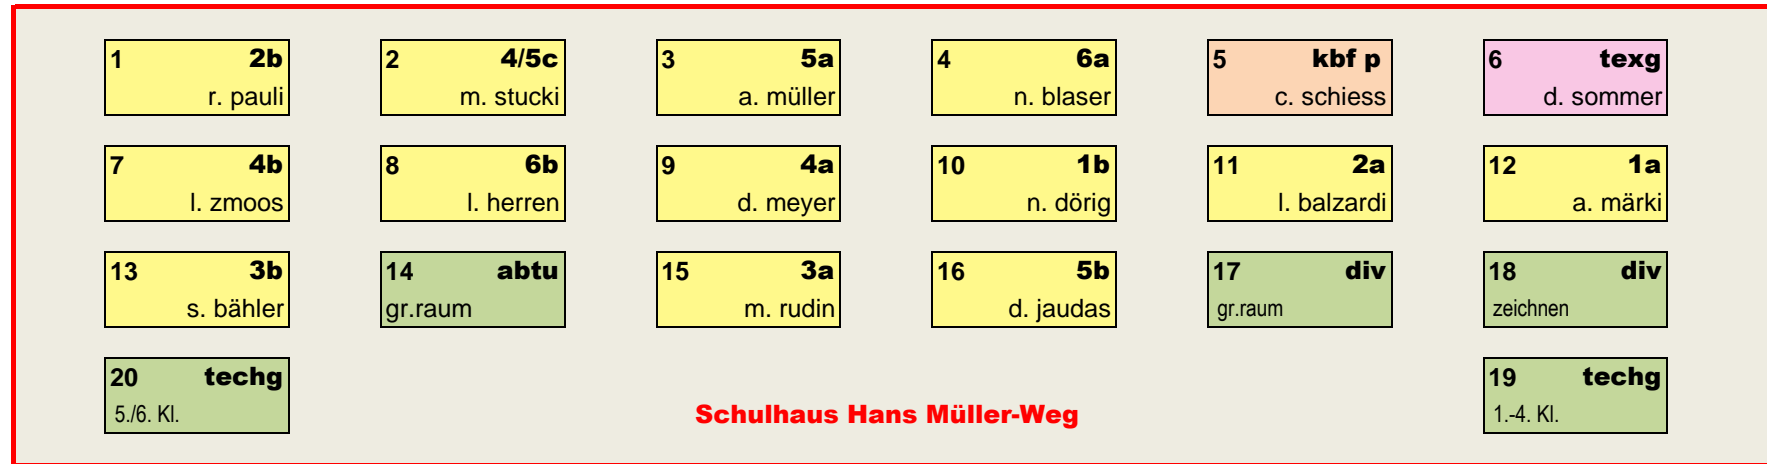 1 2b
r. pauli
2 4/5c
m. stucki
3 5a
a. müller
4 6a
n. blaser
5 kbf p
c. schiess
6 texg
d. sommer
7 4b
l. zmoos
8 6b
l. herren
9 4a
d. meyer
10 1b
n. dörig
11 2a
l. balzardi
12 1a
a. märki
13 3b
s. bähler
14 abtu
gr.raum
15 3a
m. rudin
16 5b
d. jaudas
17 div
gr.raum
18 div
zeichnen
20 techg
5./6. Kl.
Schulhaus Hans Müller-Weg
19 techg
1.-4. Kl.